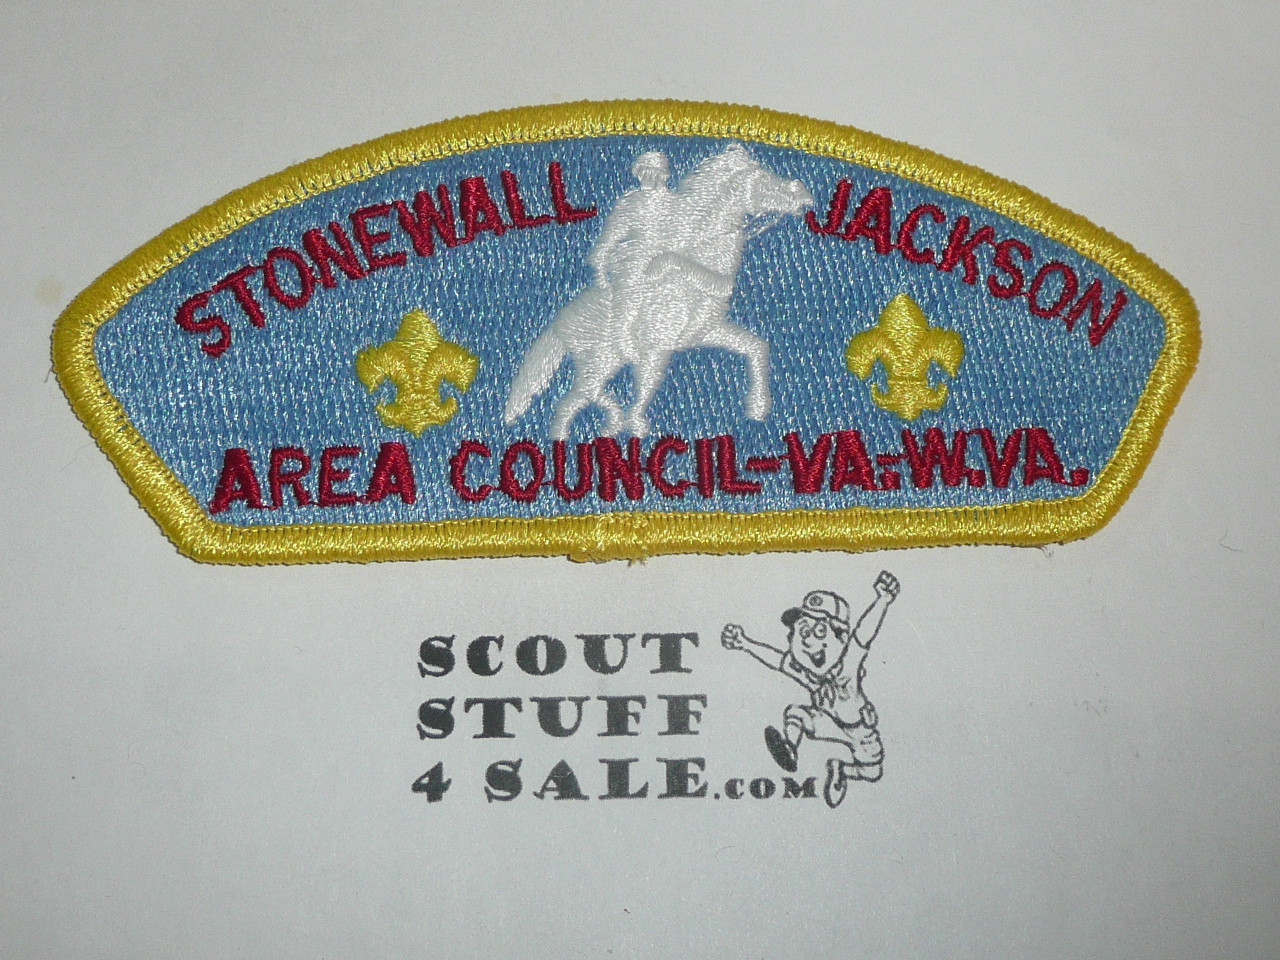 STONEWALL JACKSON
AREA COUNCIL-VA.-W.VA.
SCOUT
STUFF
4 SALE.COM